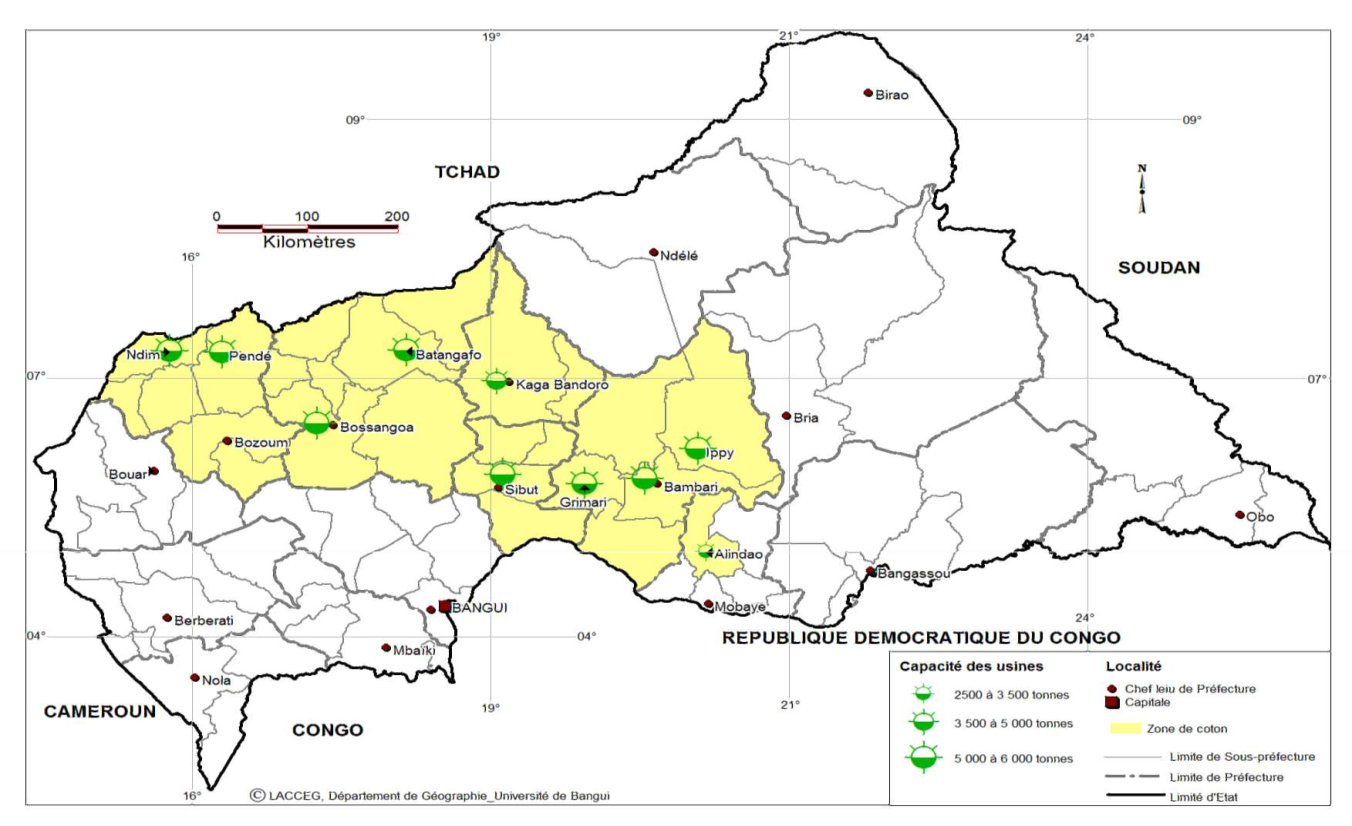 19°
21°
24°
Birao
09°
09°
TCHAD
N
0 100 200
Kilomètres
16°
Ndélé
SOUDAN
Ndim
Pendé
Batangafo
07°
Kaga Bandoro
07°
Bria
Bossangoa
Bozoum
Bouar
Ippy
Sibut
Grimari
Bambari
Obo
Alindao
Bangassou
BANGUI
Mobaye
Berberati
24°
04°
04°
REPUBLIQUE DEMOCRATIQUE DU CONGO
Mbaïki
Nola
CAMEROUN
CONGO
19°
21°
16°
© LACCEG, Département de Géographie_Université de Bangui
Capacité des usines
2500 à 3 500 tonnes
3 500 à 5 000 tonnes
5 000 à 6 000 tonnes
Localité
Chef leiu de Préfecture
Capitale
Zone de coton
Limite de Sous-préfecture
Limite de Préfecture
Limité d'Etat